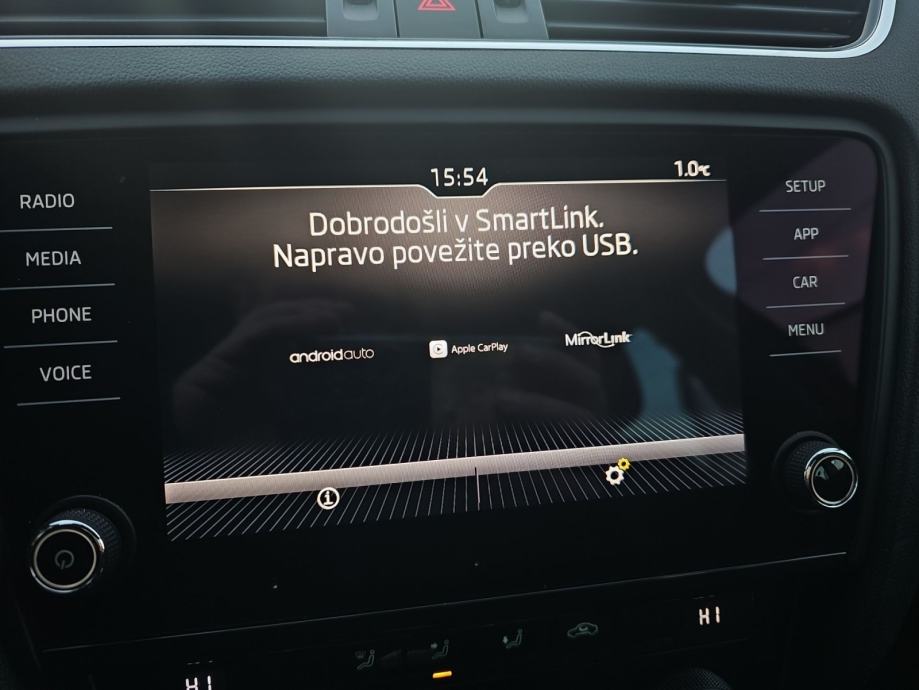 15:54
1.0°C
RADIO
MEDIA
PHONE
VOICE
Dobrodošli v SmartLink.
Napravo povežite preko USB.
androidauto
Apple CarPlay
MirrorLink
SETUP
APP
CAR
MENU
HI
HI